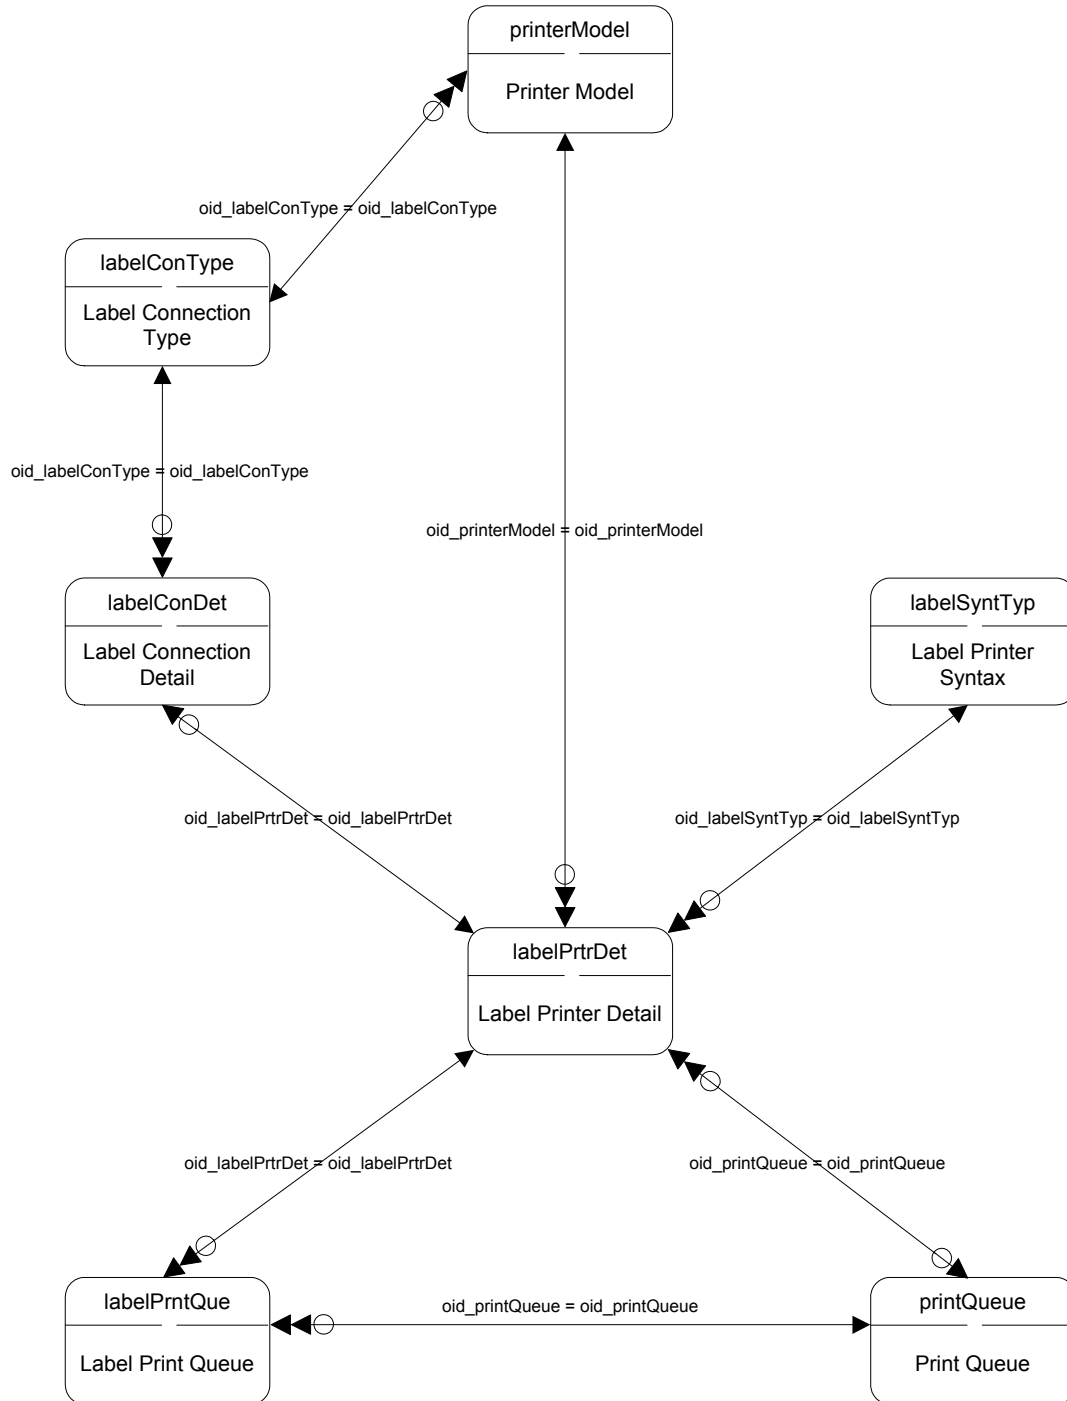 printerModel
Printer Model
oid_labelConType = oid_labelConType
labelConType
Label Connection
Type
oid_labelConType = oid_labelConType
oid_printerModel = oid_printerModel
labelConDet
Label Connection
Detail
labelSyntTyp
Label Printer
Syntax
oid_labelPrtrDet = oid_labelPrtrDet
oid_labelSyntTyp = oid_labelSyntTyp
labelPrtrDet
Label Printer Detail
oid_labelPrtrDet = oid_labelPrtrDet
oid_printQueue = oid_printQueue
labelPrntQue
Label Print Queue
oid_printQueue = oid_printQueue
printQueue
Print Queue